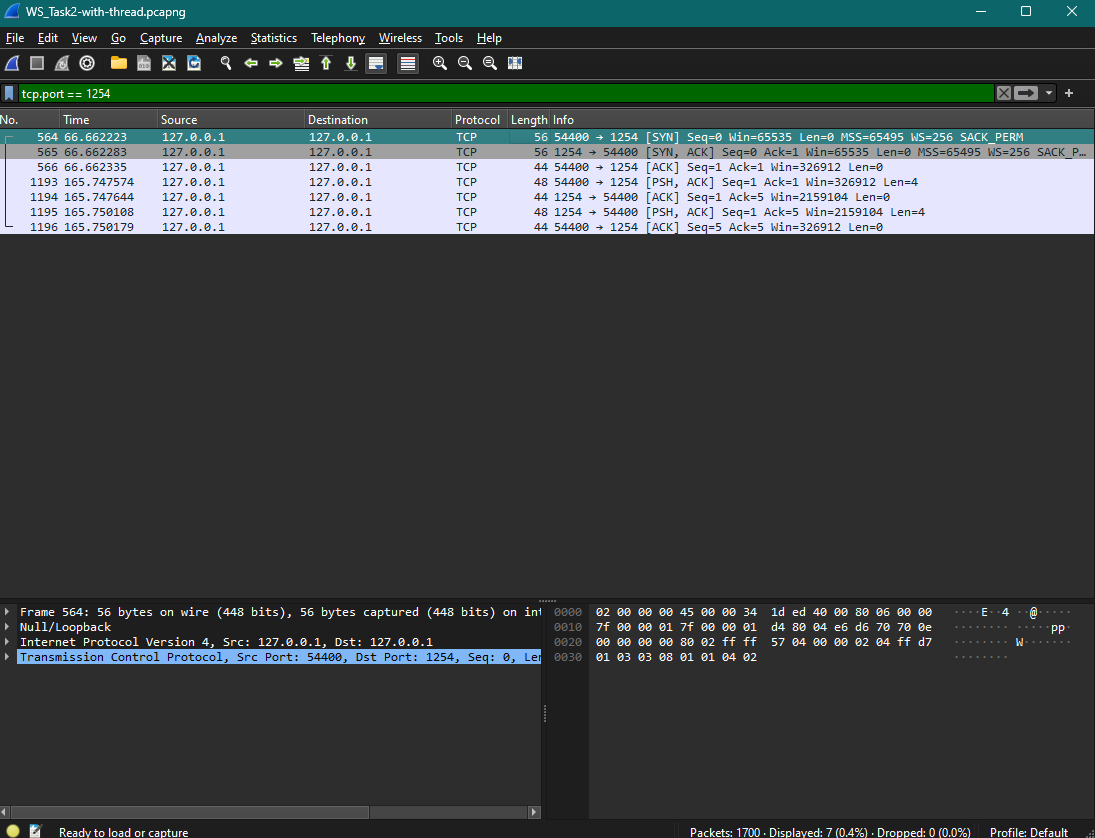 WS_Task2-with-thread.pcapng
File Edit View Go Capture Analyze Statistics Telephony Wireless Tools Help
tcp.port == 1254
No. Time Source Destination Protocol Length Info
564 66.662223 127.0.0.1 127.0.0.1 TCP 56 54400 → 1254 [SYN] Seq=0 Win=65535 Len=0 MSS=65495 WS=256 SACK_PERM
565 66.662283 127.0.0.1 127.0.0.1 TCP 56 1254 → 54400 [SYN, ACK] Seq=0 Ack=1 Win=65535 Len=0 MSS=65495 WS=256 SACK_P…
566 66.662335 127.0.0.1 127.0.0.1 TCP 44 54400 → 1254 [ACK] Seq=1 Ack=1 Win=326912 Len=0
1193 165.747574 127.0.0.1 127.0.0.1 TCP 48 54400 → 1254 [PSH, ACK] Seq=1 Ack=1 Win=326912 Len=4
1194 165.747644 127.0.0.1 127.0.0.1 TCP 44 1254 → 54400 [ACK] Seq=1 Ack=5 Win=2159104 Len=0
1195 165.750108 127.0.0.1 127.0.0.1 TCP 48 1254 → 54400 [PSH, ACK] Seq=1 Ack=5 Win=2159104 Len=4
1196 165.750179 127.0.0.1 127.0.0.1 TCP 44 54400 → 1254 [ACK] Seq=5 Ack=5 Win=326912 Len=0
Frame 564: 56 bytes on wire (448 bits), 56 bytes captured (448 bits) on int
Null/Loopback
Internet Protocol Version 4, Src: 127.0.0.1, Dst: 127.0.0.1
Transmission Control Protocol, Src Port: 54400, Dst Port: 1254, Seq: 0, Ler
0000 02 00 00 00 45 00 00 34 1d ed 40 00 80 06 00 00 ····E··4 ··@·····
0010 7f 00 00 01 7f 00 00 01 d4 80 04 e6 d6 70 70 0e ········ ·····pp·
0020 00 00 00 00 80 02 ff ff 57 04 00 00 02 04 ff d7 ········ W·······
0030 01 03 03 08 01 01 04 02 ········
Ready to load or capture
Packets: 1700 · Displayed: 7 (0.4%) · Dropped: 0 (0.0%)
Profile: Default